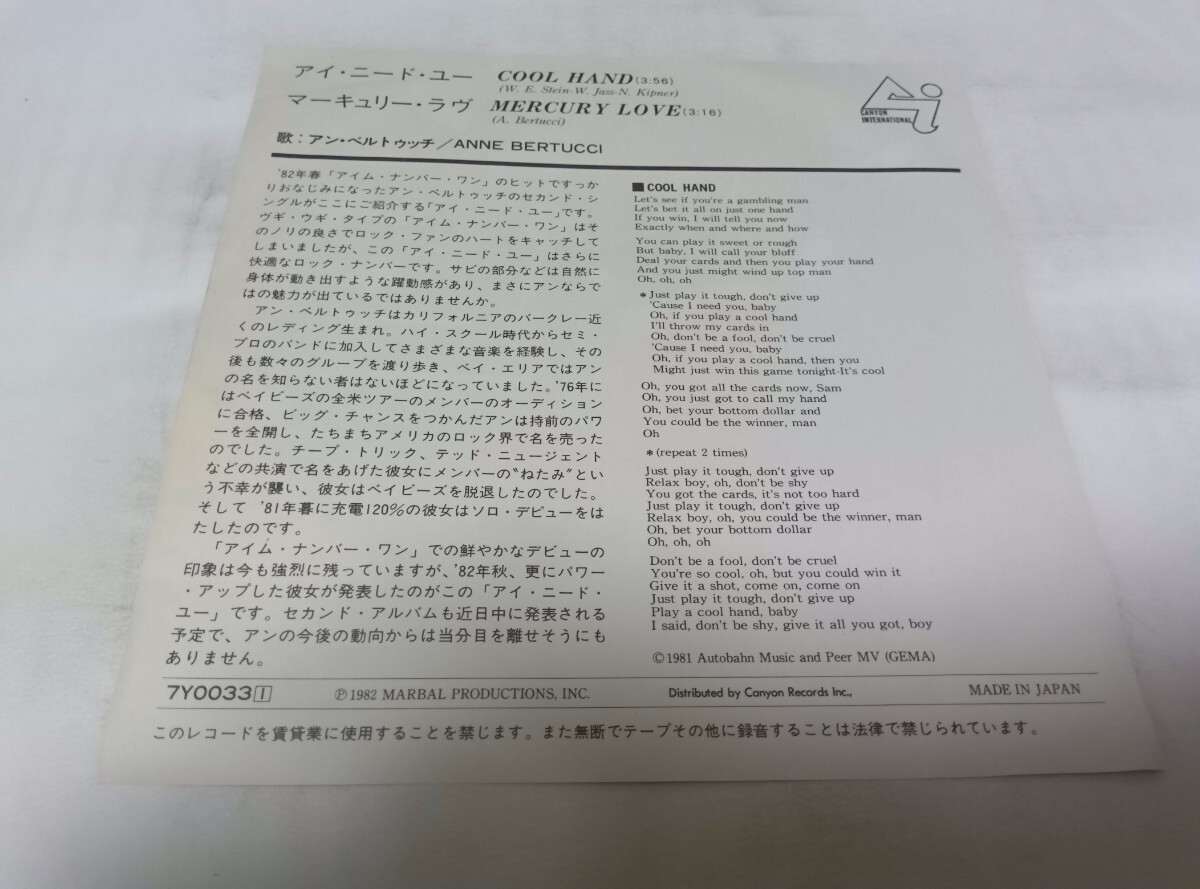 アイ・ニード・ユー COOL HAND(3:56)
(W. E. Stein-W. Jass-N. Kipner)
マーキュリー・ラヴ MERCURY LOVE(3:16)
(A. Bertucci)
歌：アン・ベルトゥッチ／ANNE BERTUCCI
CANYON
INTERNATIONAL
'82年春「アイム・ナンバー・ワン」のヒットですっか
りおなじみになったアン・ベルトゥッチのセカンド・シ
ングルがここにご紹介する「アイ・ニード・ユー」です。
ヴギ・ウギ・タイプの「アイム・ナンバー・ワン」はそ
のノリの良さでロック・ファンのハートをキャッチして
しまいましたが、この「アイ・ニード・ユー」はさらに
快適なロック・ナンバーです。サビの部分などは自然に
身体が動き出すような躍動感があり、まさにアンならで
はの魅力が出ているではありませんか。
アン・ベルトゥッチはカリフォルニアのバークレー近
くのレディング生まれ。ハイ・スクール時代からセミ・
プロのバンドに加入してさまざまな音楽を経験し、その
後も数々のグループを渡り歩き、ベイ・エリアではアン
の名を知らない者はないほどになっていました。'76年に
はベイビーズの全米ツアーのメンバーのオーディション
に合格、ビッグ・チャンスをつかんだアンは持前のパワ
ーを全開し、たちまちアメリカのロック界で名を売った
のでした。チープ・トリック、テッド・ニュージェント
などの共演で名をあげた彼女にメンバーの“ねたみ”とい
う不幸が襲い、彼女はベイビーズを脱退したのでした。
そして '81年暮に充電120％の彼女はソロ・デビューをは
たしたのです。
「アイム・ナンバー・ワン」での鮮やかなデビューの
印象は今も強烈に残っていますが、'82年秋、更にパワー
・アップした彼女が発表したのがこの「アイ・ニード・
ユー」です。セカンド・アルバムも近日中に発表される
予定で、アンの今後の動向からは当分目を離せそうにも
ありません。
■COOL HAND
Let's see if you're a gambling man
Let's bet it all on just one hand
If you win, I will tell you now
Exactly when and where and how
You can play it sweet or rough
But baby, I will call your bluff
Deal your cards and then you play your hand
And you just might wind up top man
Oh, oh, oh
*Just play it tough, don't give up
'Cause I need you, baby
Oh, if you play a cool hand
I'll throw my cards in
Oh, don't be a fool, don't be cruel
'Cause I need you, baby
Oh, if you play a cool hand, then you
Might just win this game tonight-It's cool
Oh, you got all the cards now, Sam
Oh, you just got to call my hand
Oh, bet your bottom dollar and
You could be the winner, man
Oh
*(repeat 2 times)
Just play it tough, don't give up
Relax boy, oh, don't be shy
You got the cards, it's not too hard
Just play it tough, don't give up
Relax boy, oh, you could be the winner, man
Oh, bet your bottom dollar
Oh, oh, oh
Don't be a fool, don't be cruel
You're so cool, oh, but you could win it
Give it a shot, come on, come on
Just play it tough, don't give up
Play a cool hand, baby
I said, don't be shy, give it all you got, boy
©1981 Autobahn Music and Peer MV (GEMA)
7Y0033 I ℗1982 MARBAL PRODUCTIONS, INC. Distributed by Canyon Records Inc., MADE IN JAPAN
このレコードを賃貸業に使用することを禁じます。また無断でテープその他に録音することは法律で禁じられています。